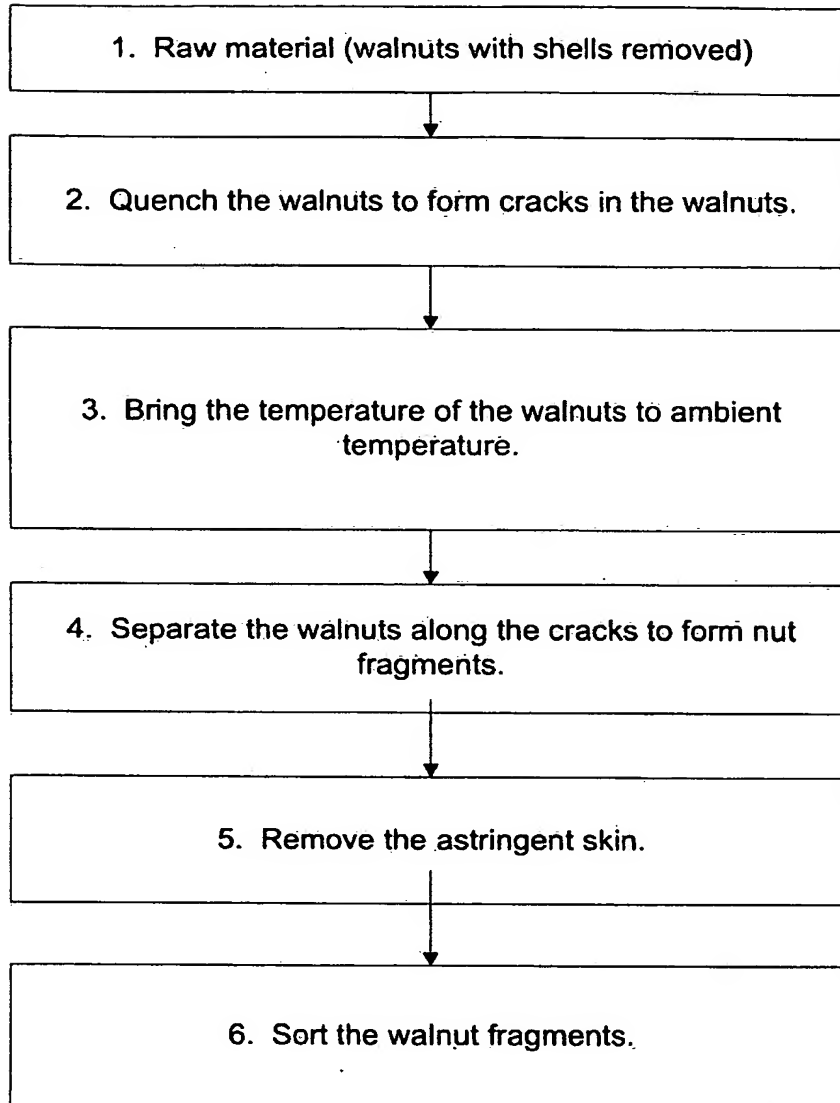 1. Raw material (walnuts with shells removed)
2. Quench the walnuts to form cracks in the walnuts.
3. Bring the temperature of the walnuts to ambient
temperature.
4. Separate the walnuts along the cracks to form nut
fragments.
5. Remove the astringent skin.
6. Sort the walnut fragments.